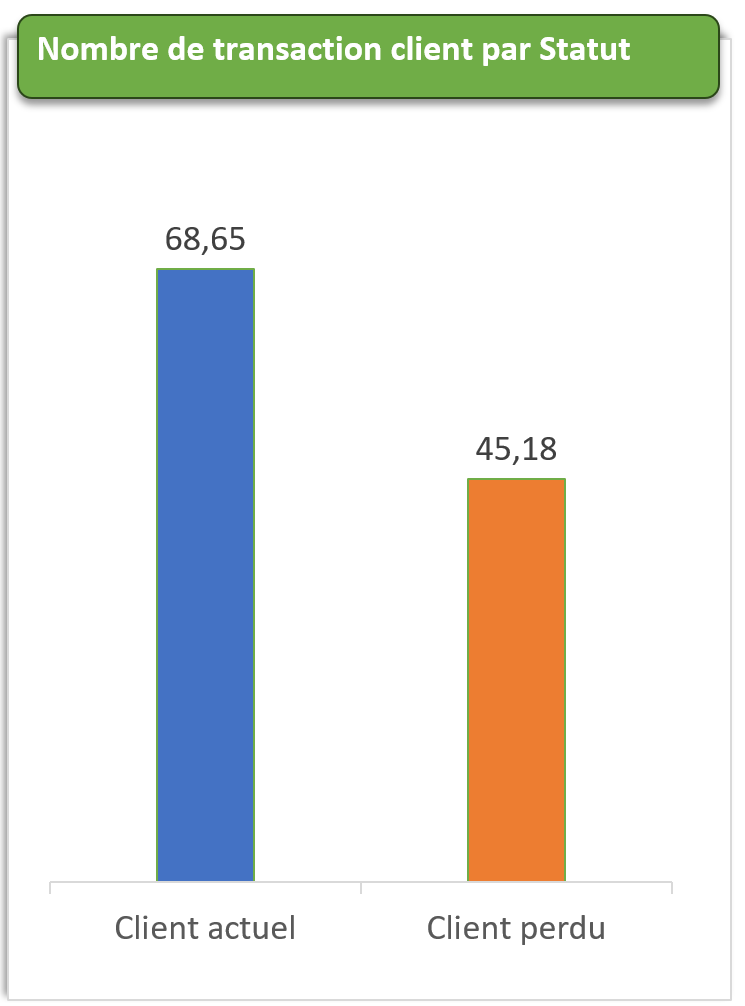 Nombre de transaction client par Statut
68,65
45,18
Client actuel
Client perdu